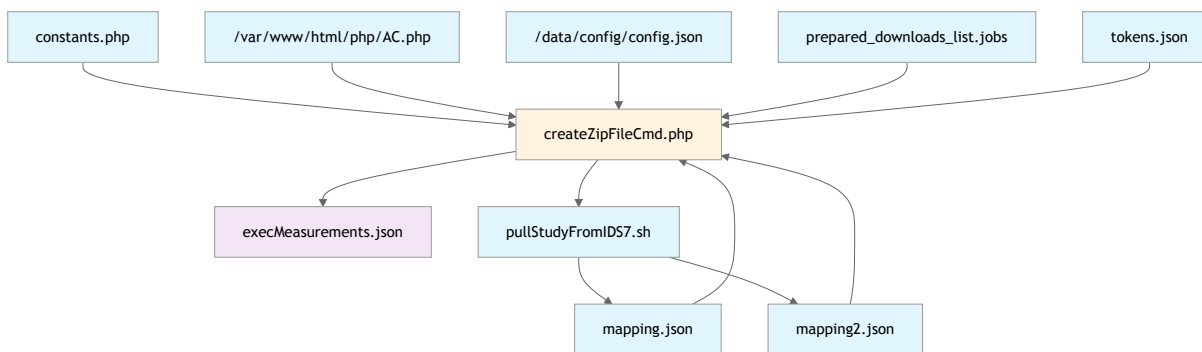 constants.php
/var/www/html/php/AC.php
/data/config/config.json
prepared_downloads_list.jobs
tokens.json
createZipFileCmd.php
execMeasurements.json
pullStudyFromIDS7.sh
mapping.json
mapping2.json